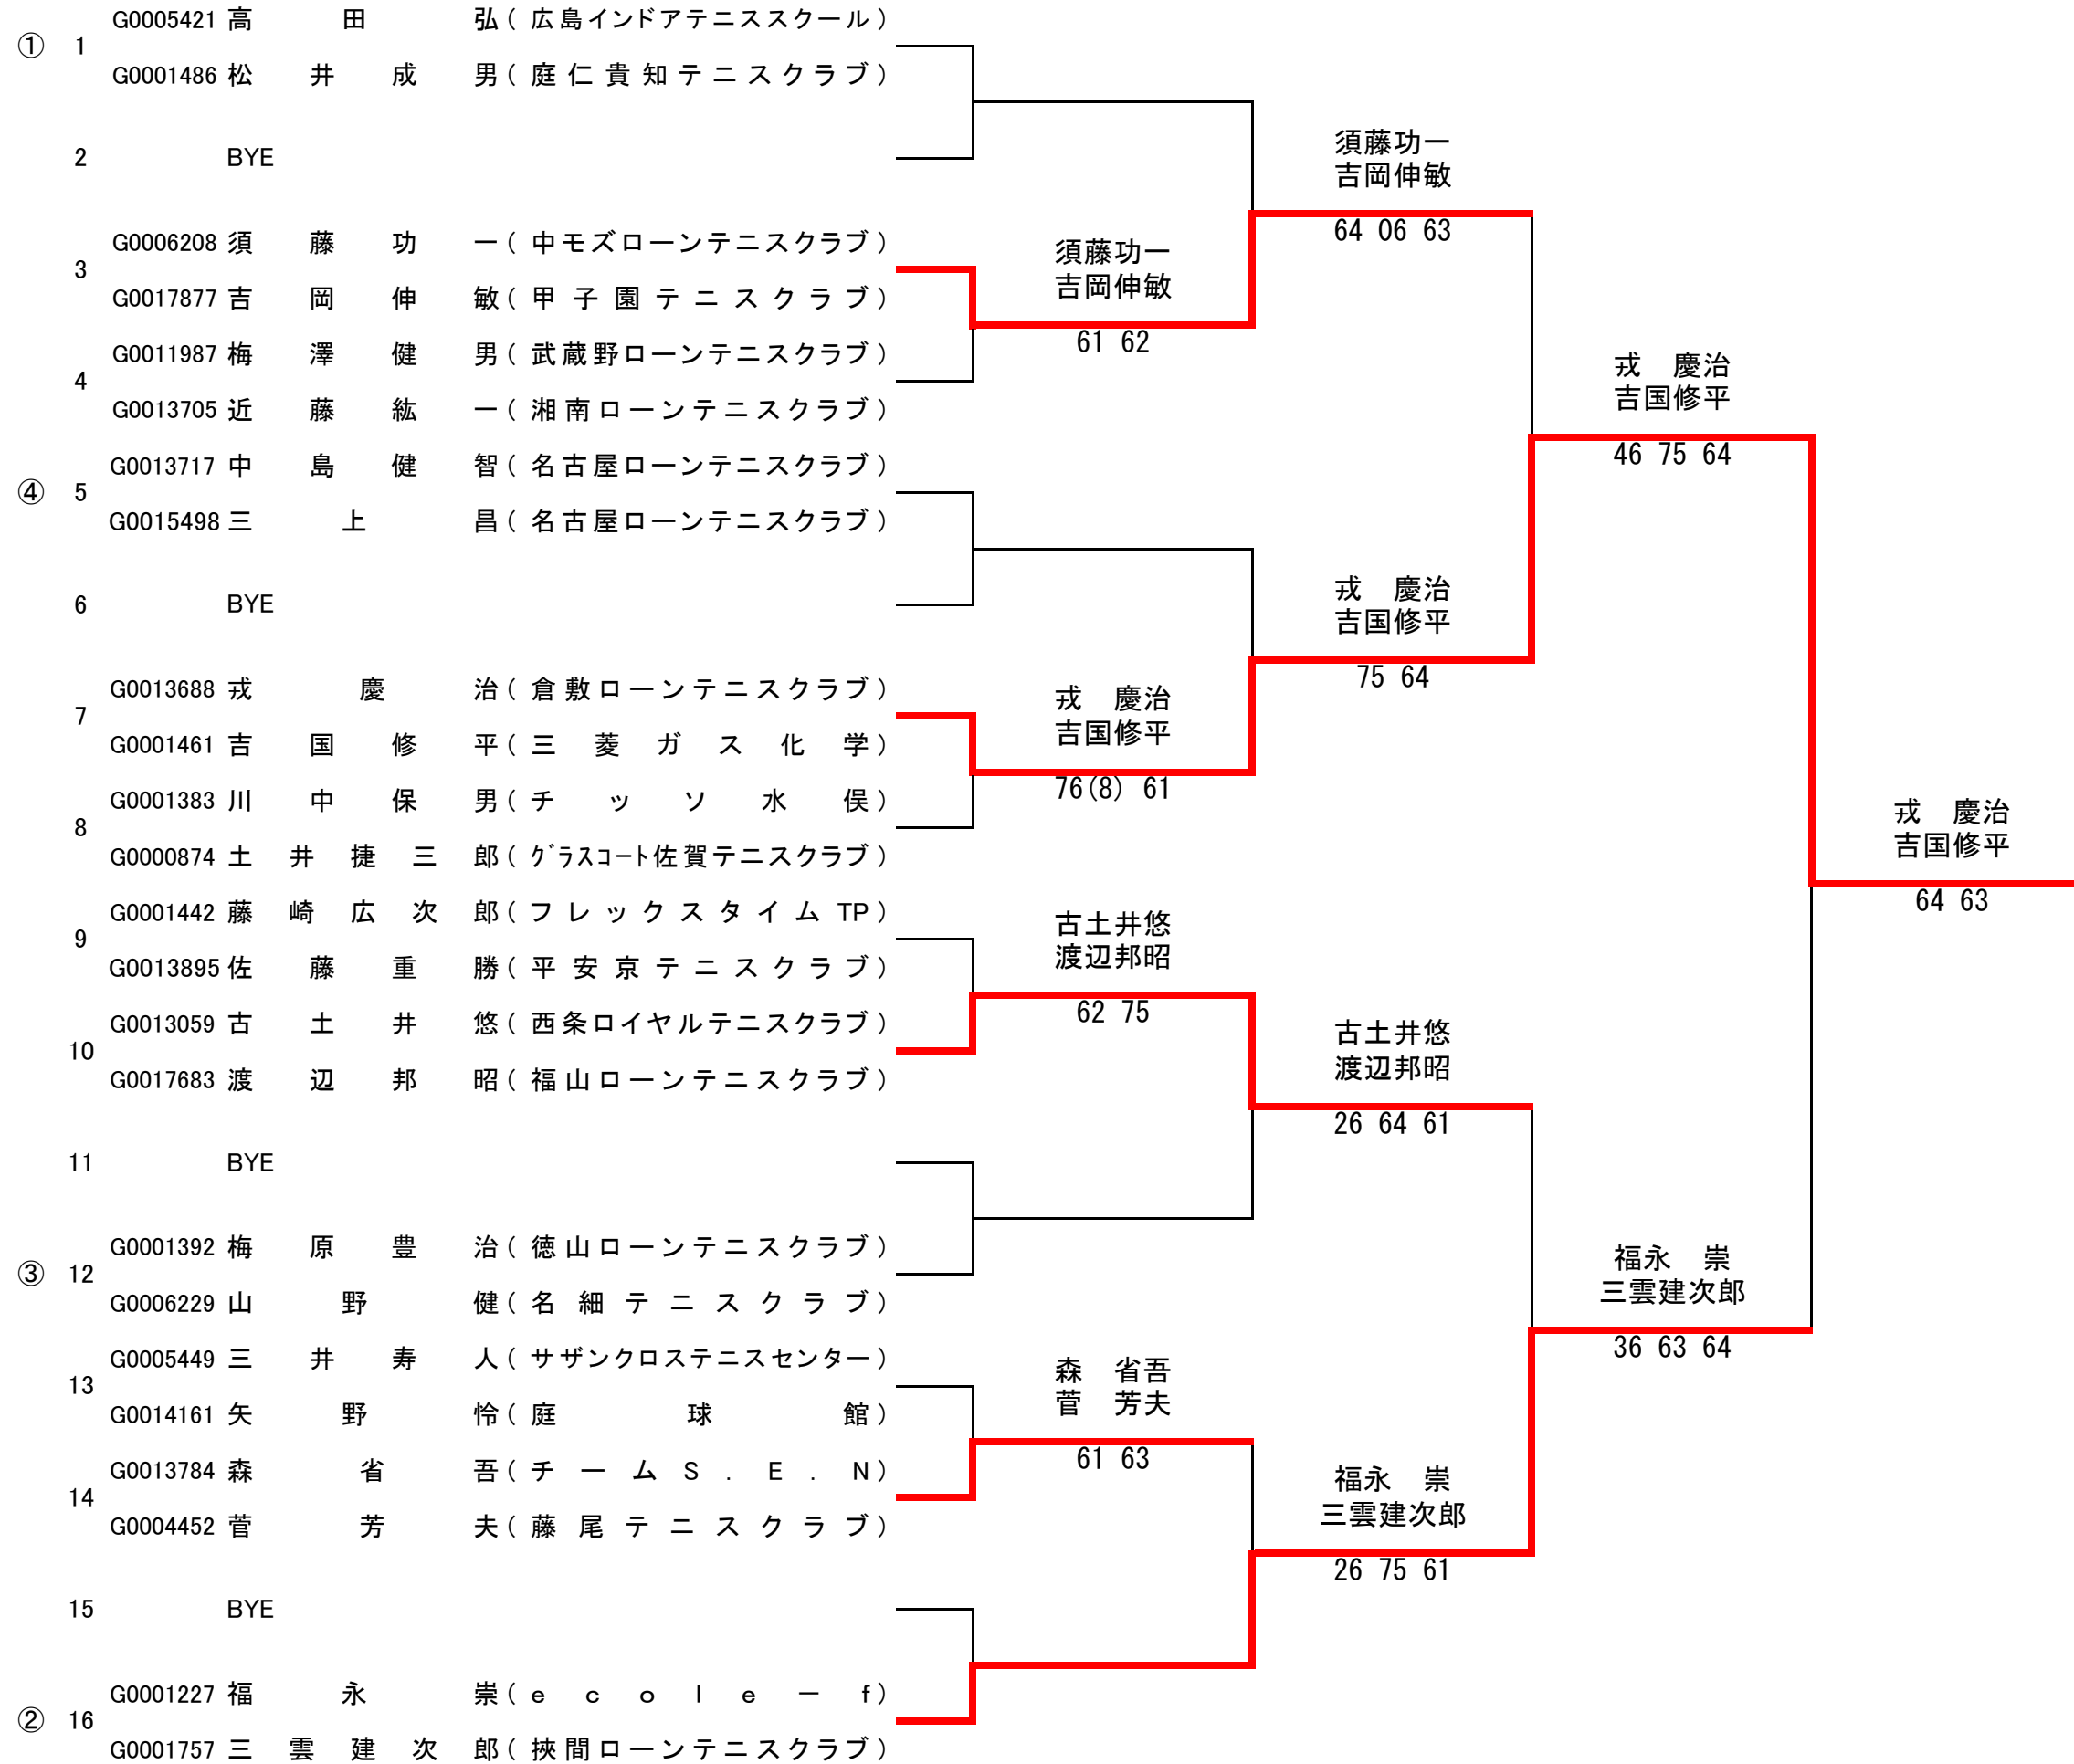 G0005421 高田弘(広島インドアテニススクール)
① 1
G0001486 松井成男(庭仁貴知テニスクラブ)
2 BYE
G0006208 須藤功一(中モズローンテニスクラブ)
3
G0017877 吉岡伸敏(甲子園テニスクラブ)
G0011987 梅澤健男(武蔵野ローンテニスクラブ)
4
G0013705 近藤紘一(湘南ローンテニスクラブ)
G0013717 中島健智(名古屋ローンテニスクラブ)
④ 5
G0015498 三上昌(名古屋ローンテニスクラブ)
6 BYE
G0013688 戎慶治(倉敷ローンテニスクラブ)
7
G0001461 吉国修平(三菱ガス化学)
G0001383 川中保男(チッソ水俣)
8
G0000874 土井捷三郎(グラスコート佐賀テニスクラブ)
G0001442 藤崎広次郎(フレックスタイムTP)
9
G0013895 佐藤重勝(平安京テニスクラブ)
G0013059 古土井悠(西条ロイヤルテニスクラブ)
10
G0017683 渡辺邦昭(福山ローンテニスクラブ)
11 BYE
G0001392 梅原豊治(徳山ローンテニスクラブ)
③ 12
G0006229 山野健(名細テニスクラブ)
G0005449 三井寿人(サザンクロステニスセンター)
13
G0014161 矢野怜(庭球館)
G0013784 森省吾(チームS.E.N)
14
G0004452 菅芳夫(藤尾テニスクラブ)
15 BYE
G0001227 福永崇(ecole－f)
② 16
G0001757 三雲建次郎(挾間ローンテニスクラブ)
須藤功一
吉岡伸敏
61 62
戎　慶治
吉国修平
76(8) 61
古土井悠
渡辺邦昭
62 75
森　省吾
菅　芳夫
61 63
須藤功一
吉岡伸敏
64 06 63
戎　慶治
吉国修平
75 64
古土井悠
渡辺邦昭
26 64 61
福永　崇
三雲建次郎
26 75 61
戎　慶治
吉国修平
46 75 64
福永　崇
三雲建次郎
36 63 64
戎　慶治
吉国修平
64 63